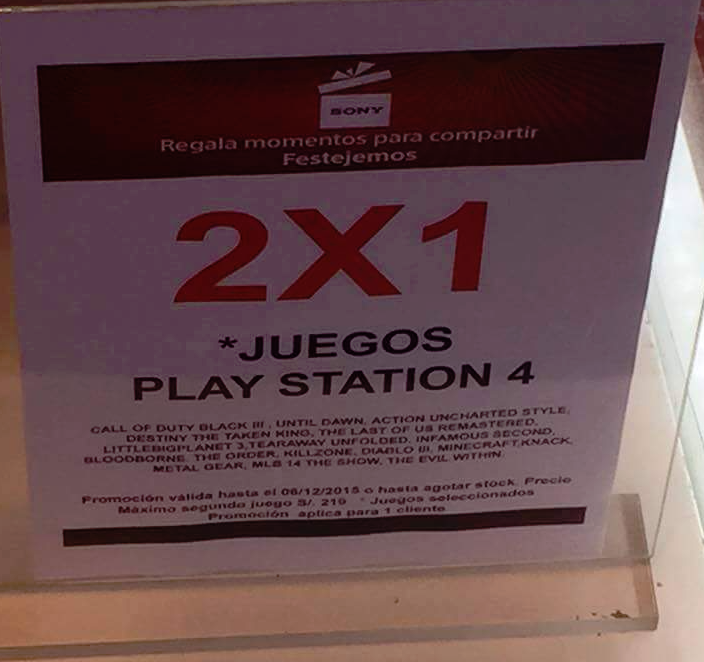 SONY
Regala momentos para compartir
Festejemos
2X1
*JUEGOS
PLAY STATION 4
CALL OF DUTY BLACK III , UNTIL DAWN, ACTION UNCHARTED STYLE,
DESTINY THE TAKEN KING, THE LAST OF US REMASTERED,
LITTLEBIGPLANET 3,TEARAWAY UNFOLDED, INFAMOUS SECOND,
BLOODBORNE, THE ORDER, KILLZONE, DIABLO III, MINECRAFT,KNACK,
METAL GEAR, MLB 14 THE SHOW, THE EVIL WITHIN.
Promoción válida hasta el 06/12/2015 o hasta agotar stock. Precio
Máximo segundo juego S/. 219 * Juegos seleccionados
Promoción aplica para 1 cliente